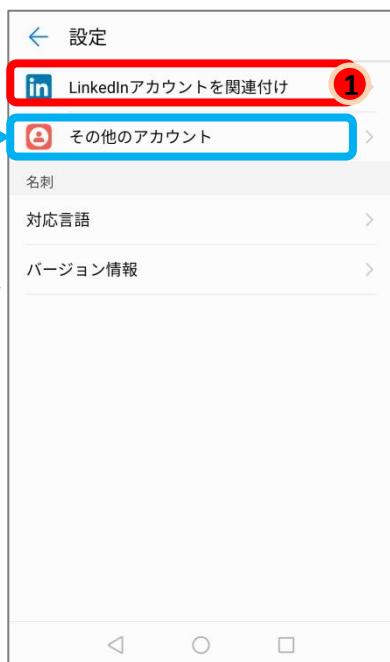 設定
in LinkedInアカウントを関連付け 1
その他のアカウント
名刺
対応言語
バージョン情報